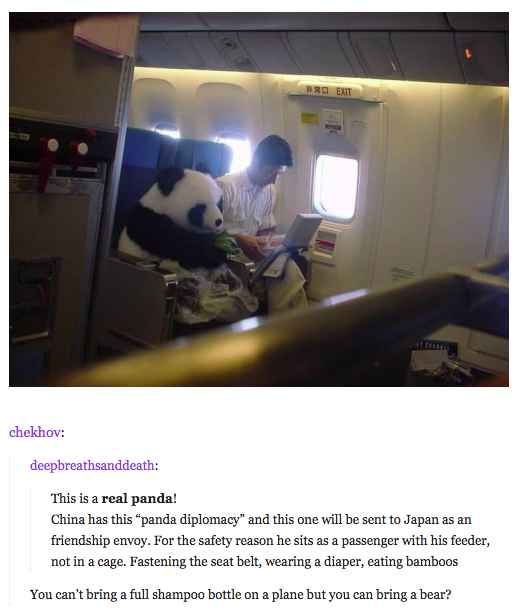 非常口 EXIT
chekhov:
deepbreathsanddeath:
This is a real panda!
China has this “panda diplomacy” and this one will be sent to Japan as an
friendship envoy. For the safety reason he sits as a passenger with his feeder,
not in a cage. Fastening the seat belt, wearing a diaper, eating bamboos
You can’t bring a full shampoo bottle on a plane but you can bring a bear?